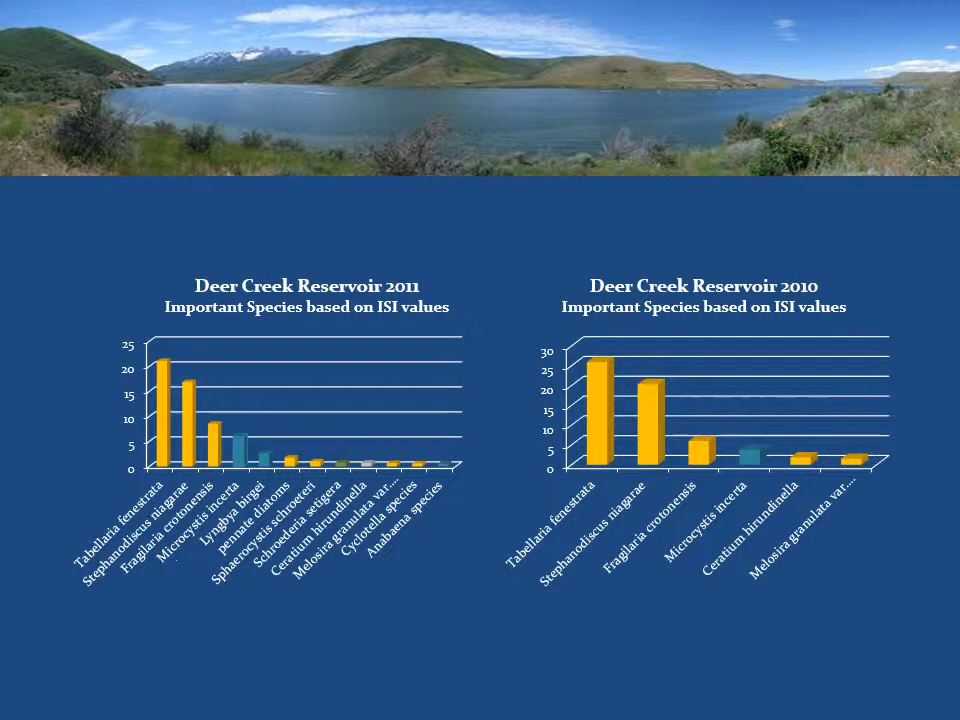 Deer Creek Reservoir 2011
Important Species based on ISI values
25
20
15
10
5
0
Tabellaria fenestrata
Stephanodiscus niagarae
Fragilaria crotonensis
Microcystis incerta
Lyngbya birgei
pennate diatoms
Sphaerocystis schroeteri
Schroederia setigera
Ceratium hirundinella
Melosira granulata var....
Cyclotella species
Anabaena species
Deer Creek Reservoir 2010
Important Species based on ISI values
30
25
20
15
10
5
0
Tabellaria fenestrata
Stephanodiscus niagarae
Fragilaria crotonensis
Microcystis incerta
Ceratium hirundinella
Melosira granulata var....